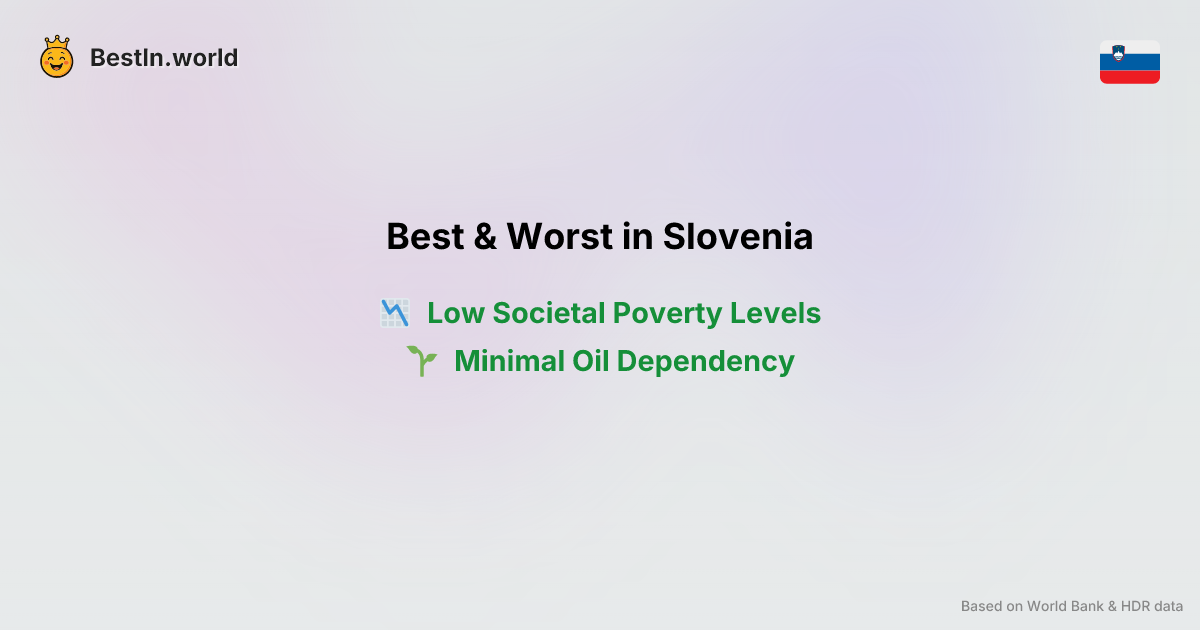 BestIn.world
Best & Worst in Slovenia
Low Societal Poverty Levels
Minimal Oil Dependency
Based on World Bank & HDR data